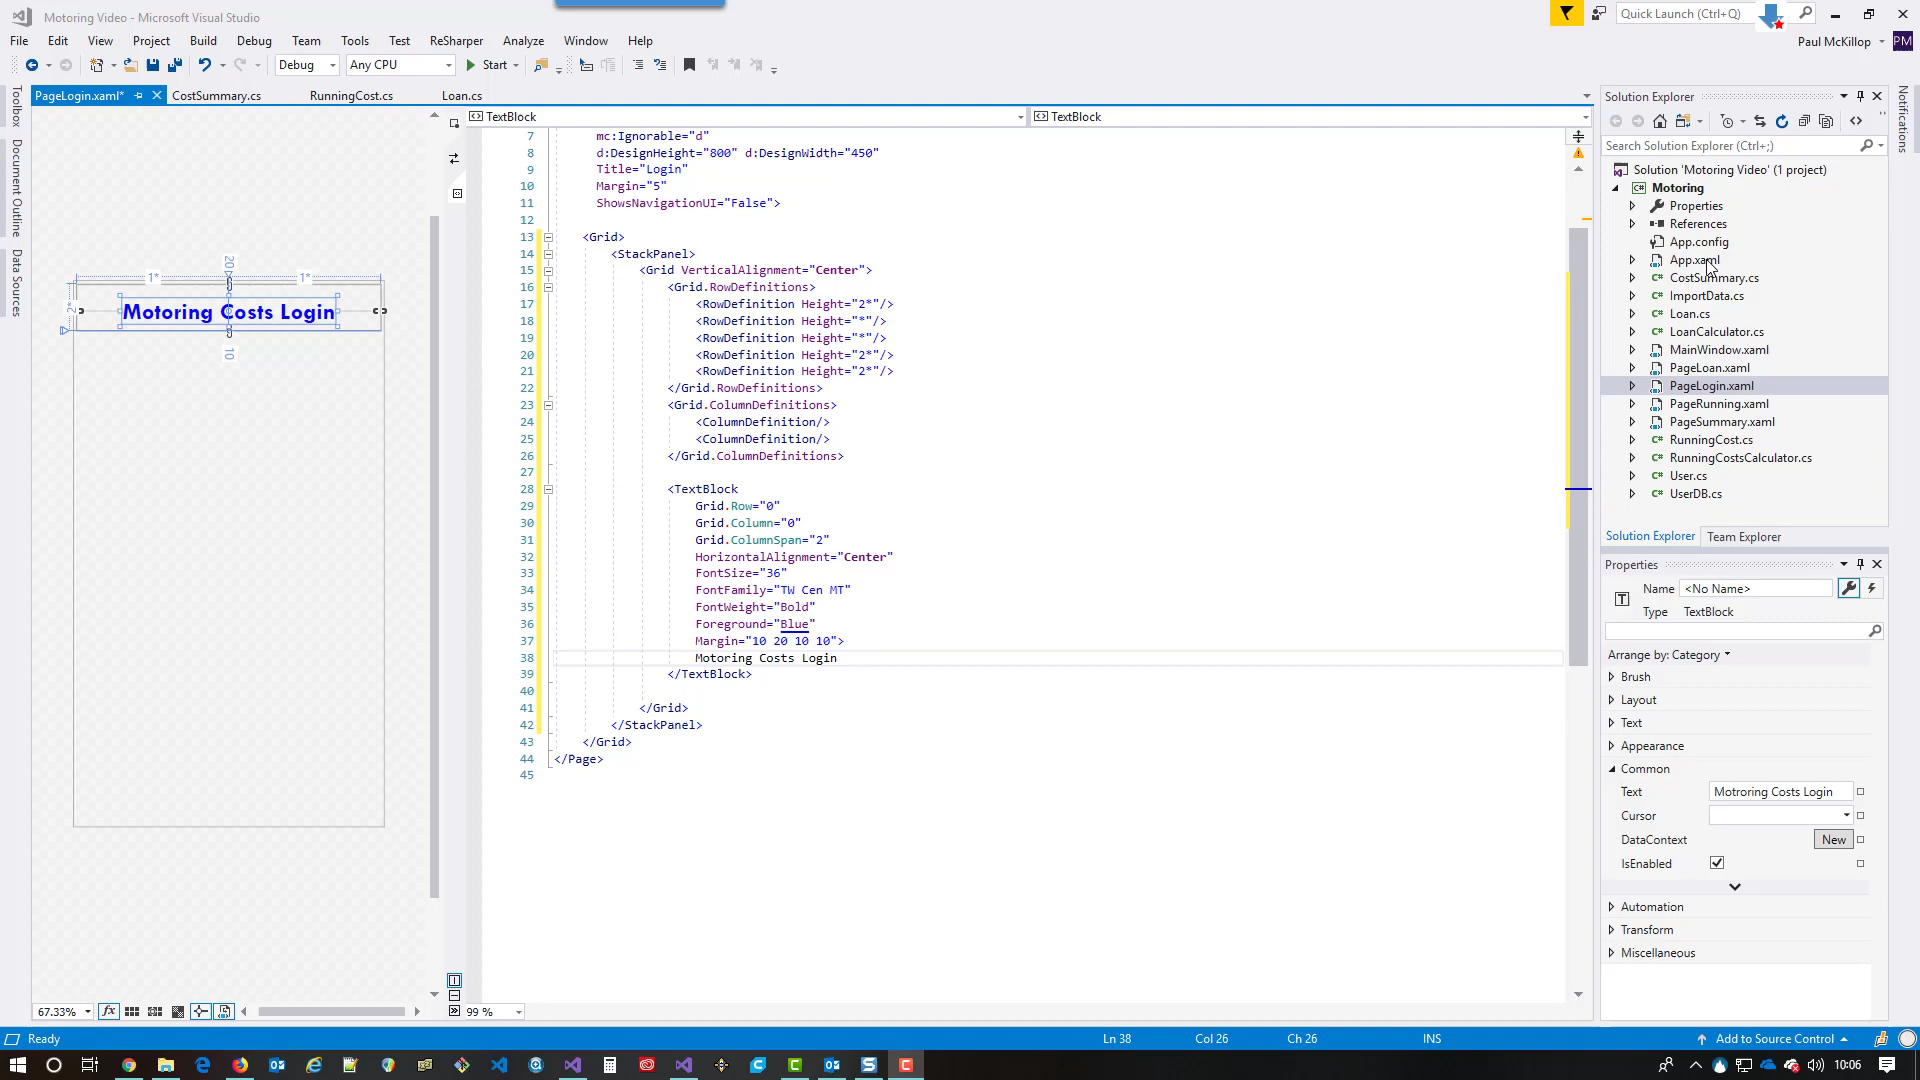 Motoring Video - Microsoft Visual Studio
Quick Launch (Ctrl+Q)
File Edit View Project Build Debug Team Tools Test ReSharper Analyze Window Help
Paul McKillop PM
Debug Any CPU Start
PageLogin.xaml* CostSummary.cs RunningCost.cs Loan.cs
TextBlock TextBlock
Toolbox
Document Outline
Data Sources
1* 20 1*
2*
Motoring Costs Login
10
7 mc:Ignorable="d"
8 d:DesignHeight="800" d:DesignWidth="450"
9 Title="Login"
10 Margin="5"
11 ShowsNavigationUI="False">
12
13 <Grid>
14 <StackPanel>
15 <Grid VerticalAlignment="Center">
16 <Grid.RowDefinitions>
17 <RowDefinition Height="2*"/>
18 <RowDefinition Height="*"/>
19 <RowDefinition Height="*"/>
20 <RowDefinition Height="2*"/>
21 <RowDefinition Height="2*"/>
22 </Grid.RowDefinitions>
23 <Grid.ColumnDefinitions>
24 <ColumnDefinition/>
25 <ColumnDefinition/>
26 </Grid.ColumnDefinitions>
27
28 <TextBlock
29 Grid.Row="0"
30 Grid.Column="0"
31 Grid.ColumnSpan="2"
32 HorizontalAlignment="Center"
33 FontSize="36"
34 FontFamily="TW Cen MT"
35 FontWeight="Bold"
36 Foreground="Blue"
37 Margin="10 20 10 10">
38 Motoring Costs Login
39 </TextBlock>
40
41 </Grid>
42 </StackPanel>
43 </Grid>
44 </Page>
45
67.33% fx 99 %
Solution Explorer
Notifications
Search Solution Explorer (Ctrl+;)
Solution 'Motoring Video' (1 project)
C# Motoring
Properties
References
App.config
App.xaml
C# CostSummary.cs
C# ImportData.cs
C# Loan.cs
C# LoanCalculator.cs
MainWindow.xaml
PageLoan.xaml
PageLogin.xaml
PageRunning.xaml
PageSummary.xaml
C# RunningCost.cs
C# RunningCostsCalculator.cs
C# User.cs
C# UserDB.cs
Solution Explorer Team Explorer
Properties
Name <No Name>
Type TextBlock
Arrange by: Category
Brush
Layout
Text
Appearance
Common
Text Motroring Costs Login
Cursor
DataContext New
IsEnabled
Automation
Transform
Miscellaneous
Ready Ln 38 Col 26 Ch 26 INS Add to Source Control
10:06